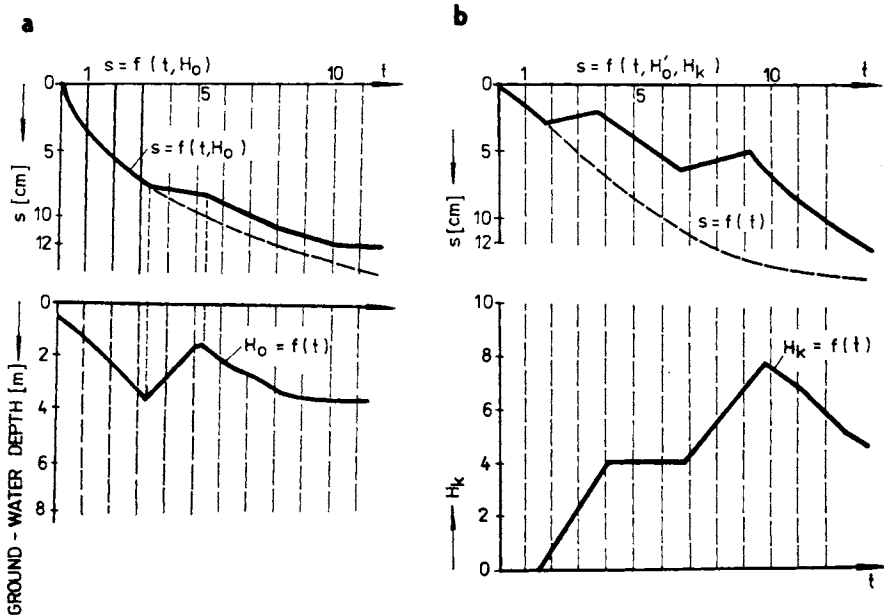 a
s = f (t, H₀)
1 5 10 t
0
5
10
12
s [cm]
s = f(t, H₀)
0
2
4
6
8
GROUND - WATER DEPTH [m]
H₀ = f(t)
b
s = f (t, H₀′, Hₖ)
1 5 10 t
0
5
10
12
s [cm]
s = f(t)
10
8
6
4
2
0
Hₖ
Hₖ = f(t)
t